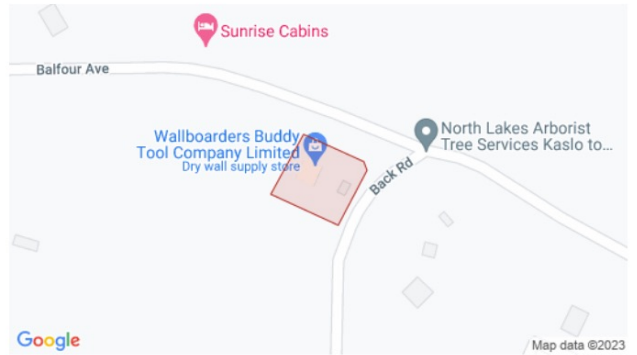 Sunrise Cabins
Balfour Ave
Wallboarders Buddy
Tool Company Limited
Dry wall supply store
North Lakes Arborist
Tree Services Kaslo to...
Back Rd
Google
Map data ©2023